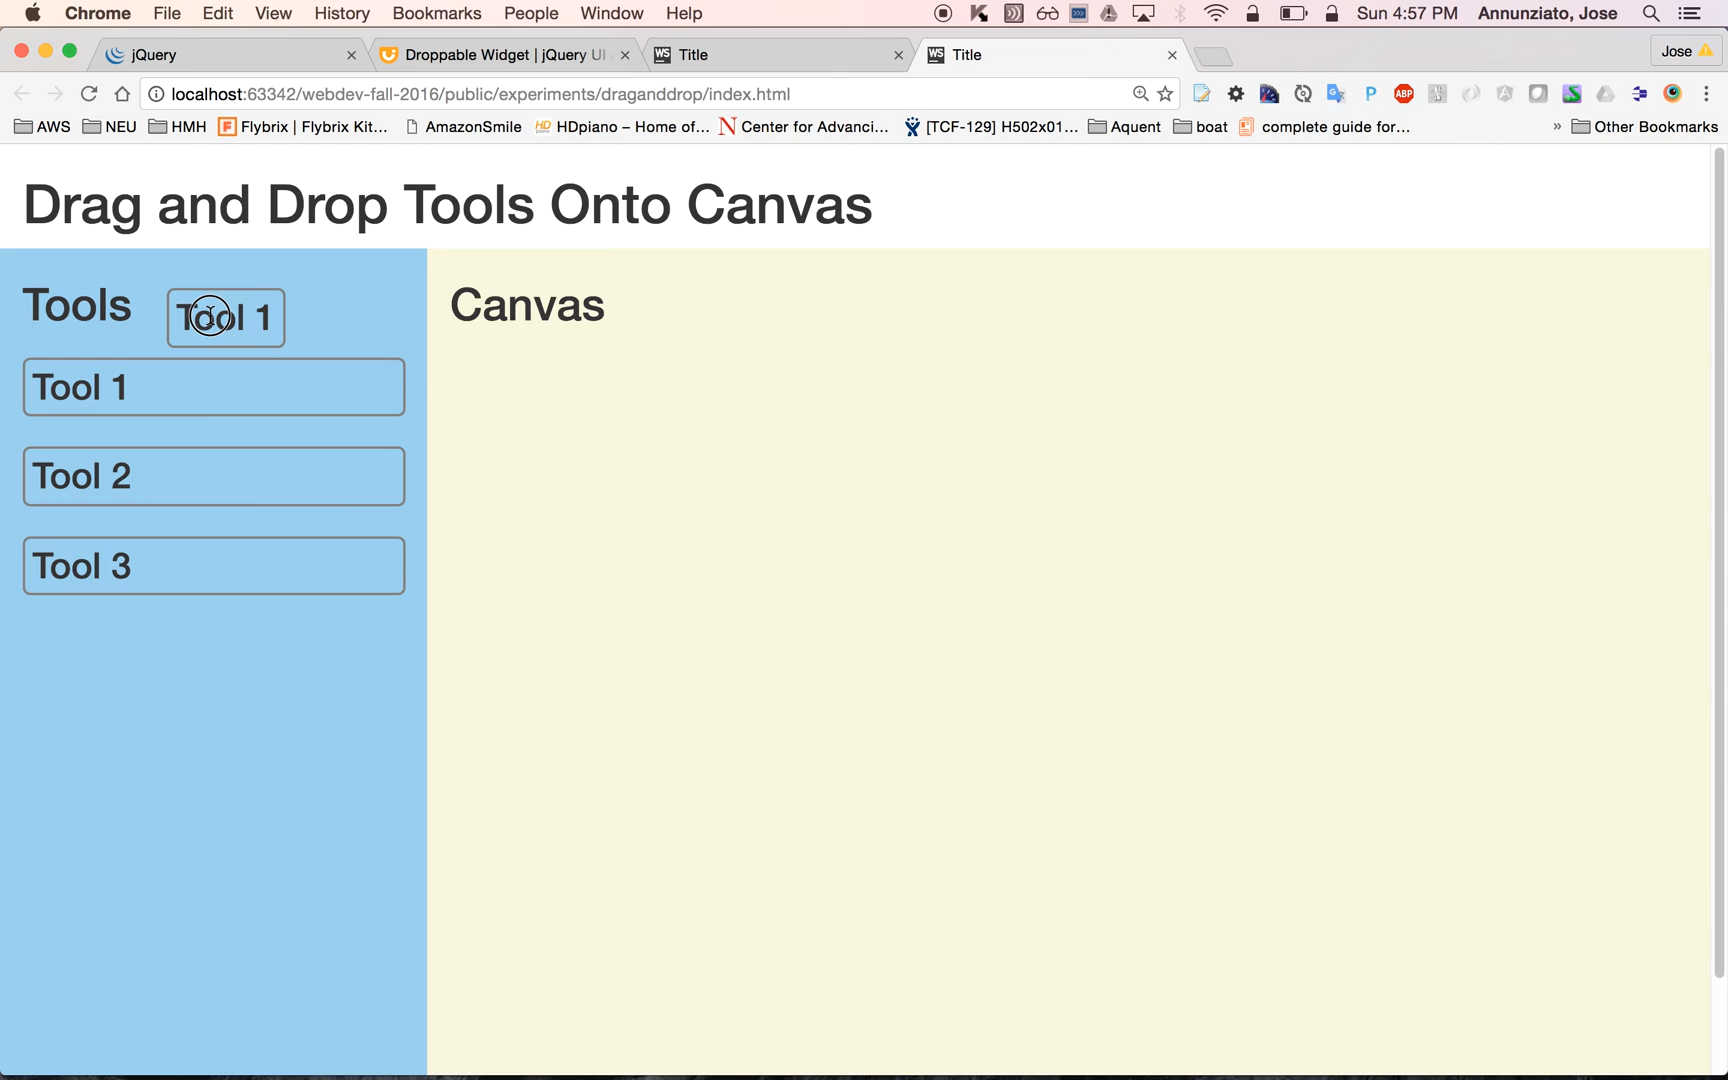 Chrome File Edit View History Bookmarks People Window Help Sun 4:57 PM Annunziato, Jose
jQuery Droppable Widget | jQuery UI Title Title Jose
localhost:63342/webdev-fall-2016/public/experiments/draganddrop/index.html
AWS NEU HMH Flybrix | Flybrix Kit... AmazonSmile HDpiano – Home of... Center for Advanci... [TCF-129] H502x01... Aquent boat complete guide for... » Other Bookmarks
Drag and Drop Tools Onto Canvas
Tools Tool 1 Canvas
Tool 1
Tool 2
Tool 3